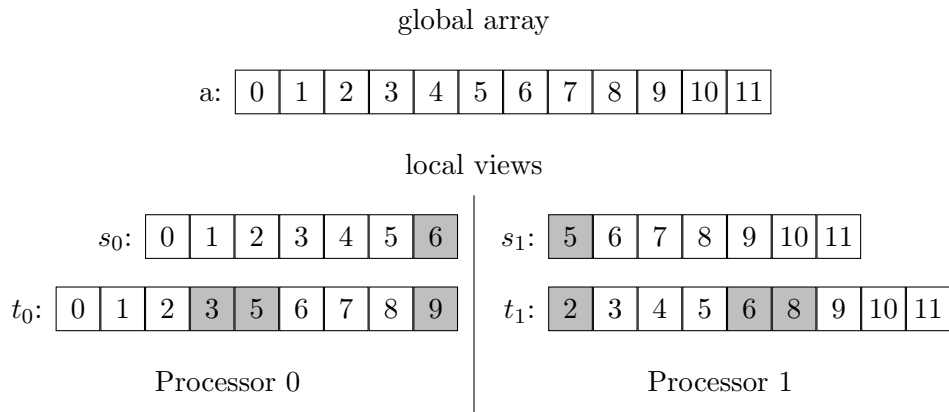 global array
a: 0 1 2 3 4 5 6 7 8 9 10 11
local views
s₀: 0 1 2 3 4 5 6
s₁: 5 6 7 8 9 10 11
t₀: 0 1 2 3 5 6 7 8 9
t₁: 2 3 4 5 6 8 9 10 11
Processor 0
Processor 1